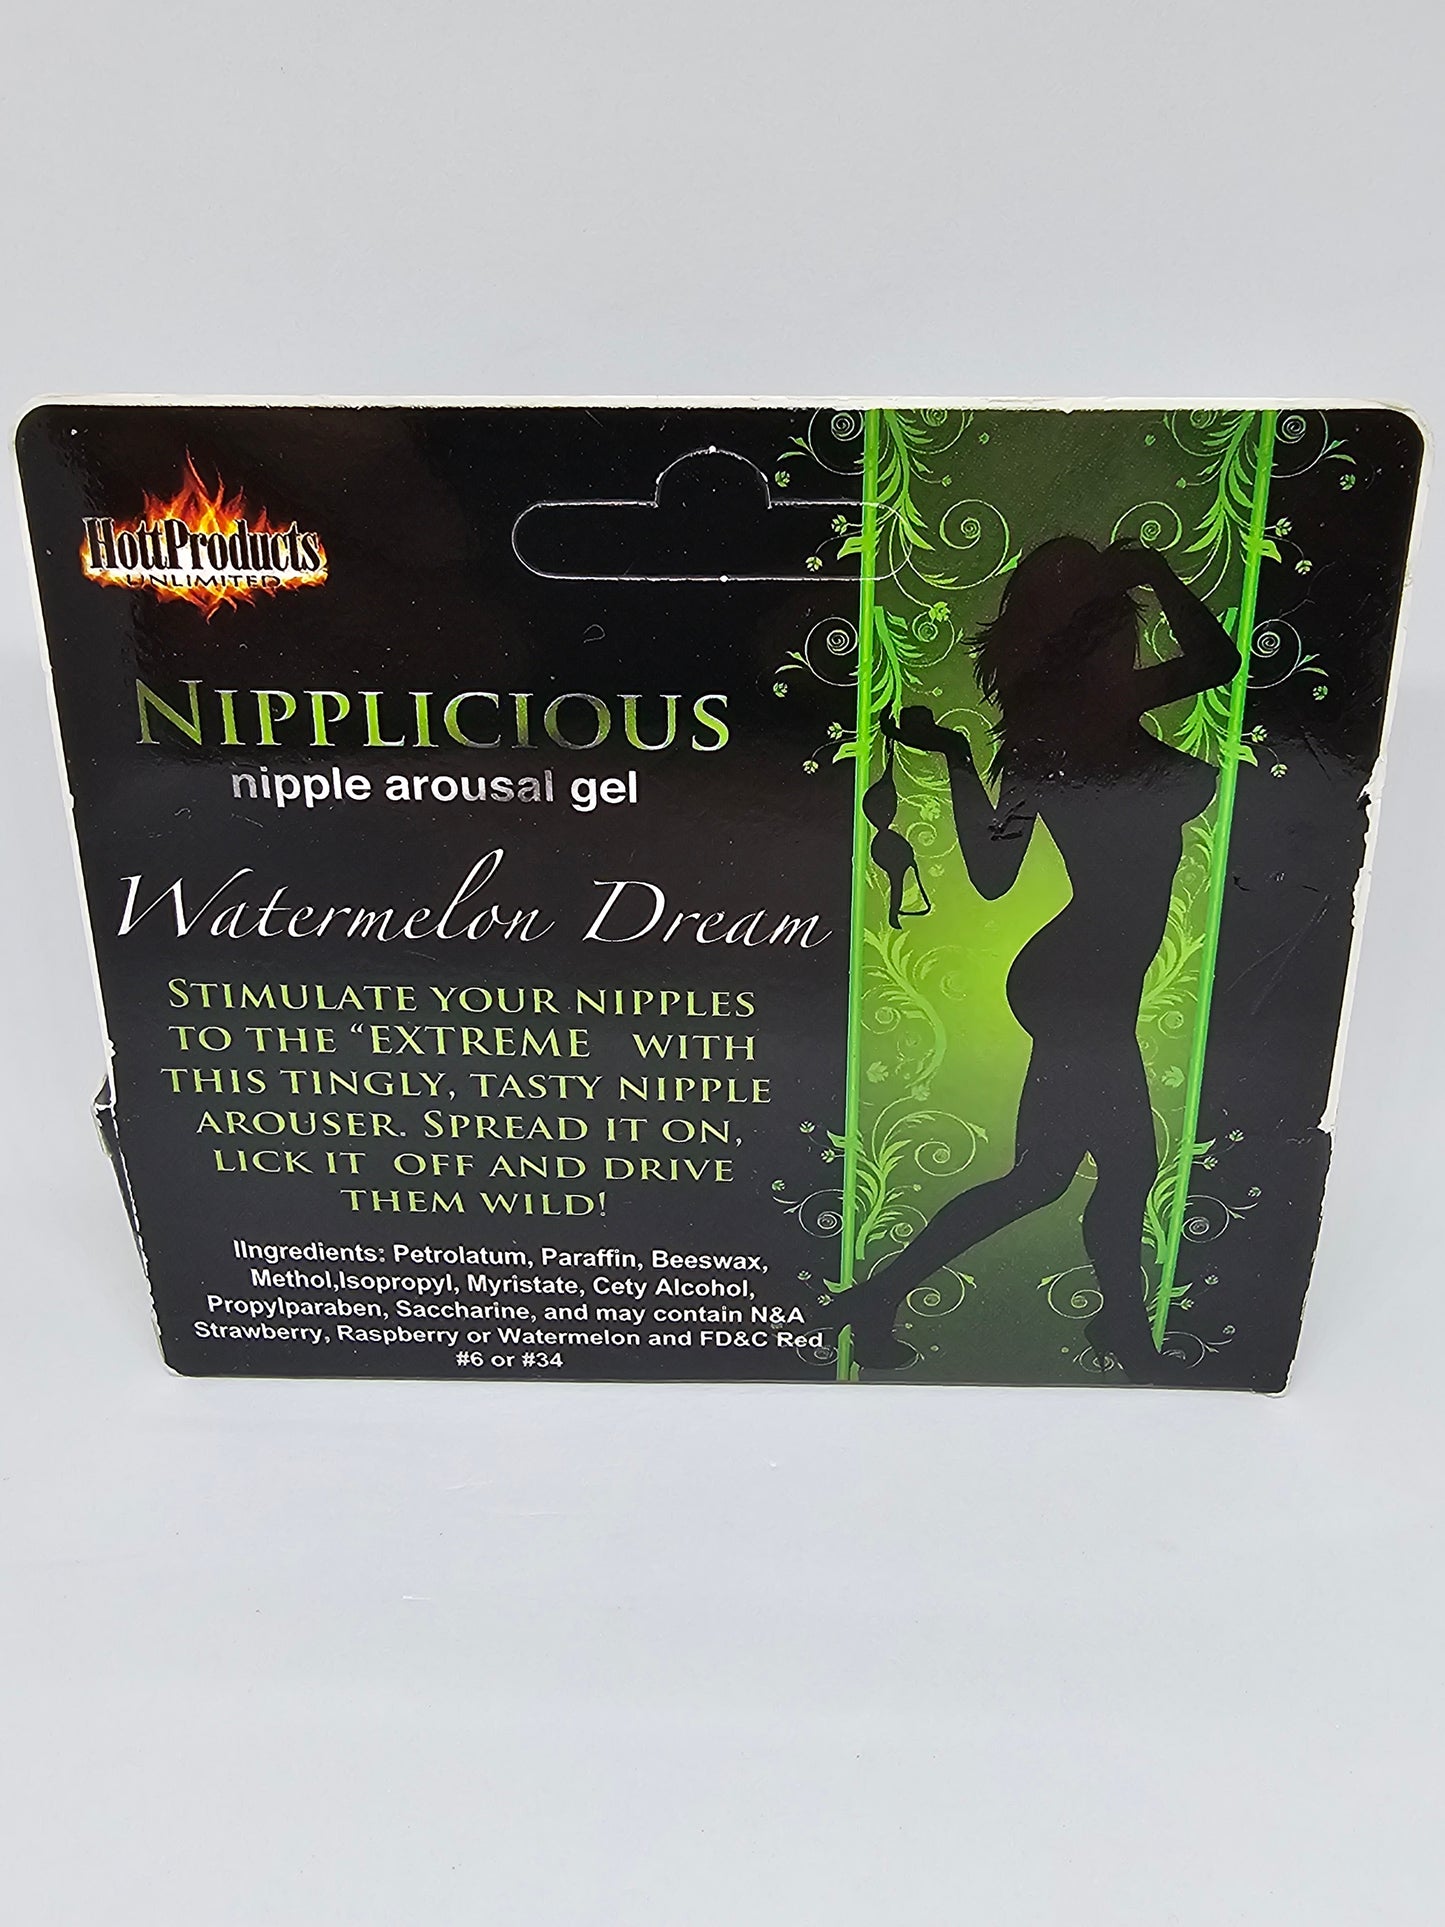 HottProducts
UNLIMITED
NIPPLICIOUS
nipple arousal gel
Watermelon Dream
STIMULATE YOUR NIPPLES
TO THE “EXTREME WITH
THIS TINGLY, TASTY NIPPLE
AROUSER. SPREAD IT ON,
LICK IT OFF AND DRIVE
THEM WILD!
IIngredients: Petrolatum, Paraffin, Beeswax,
Methol,Isopropyl, Myristate, Cety Alcohol,
Propylparaben, Saccharine, and may contain N&A
Strawberry, Raspberry or Watermelon and FD&C Red
#6 or #34